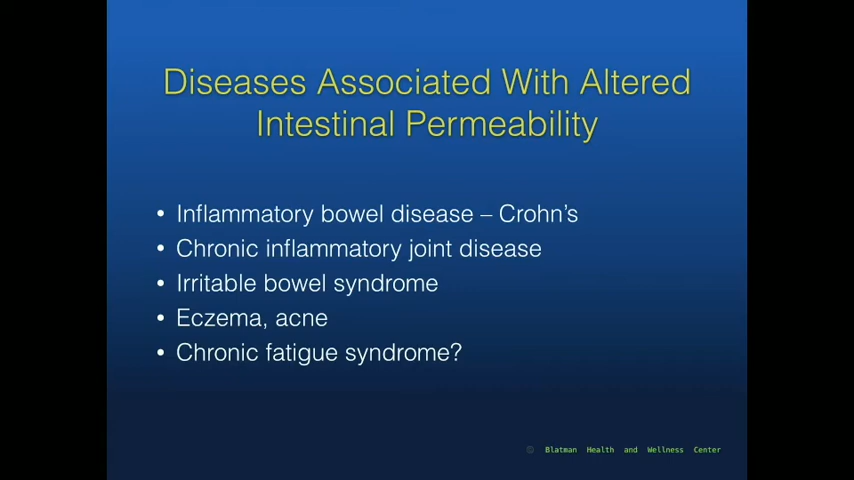 Diseases Associated With Altered
Intestinal Permeability
• Inflammatory bowel disease – Crohn's
• Chronic inflammatory joint disease
• Irritable bowel syndrome
• Eczema, acne
• Chronic fatigue syndrome?
Blatman Health and Wellness Center